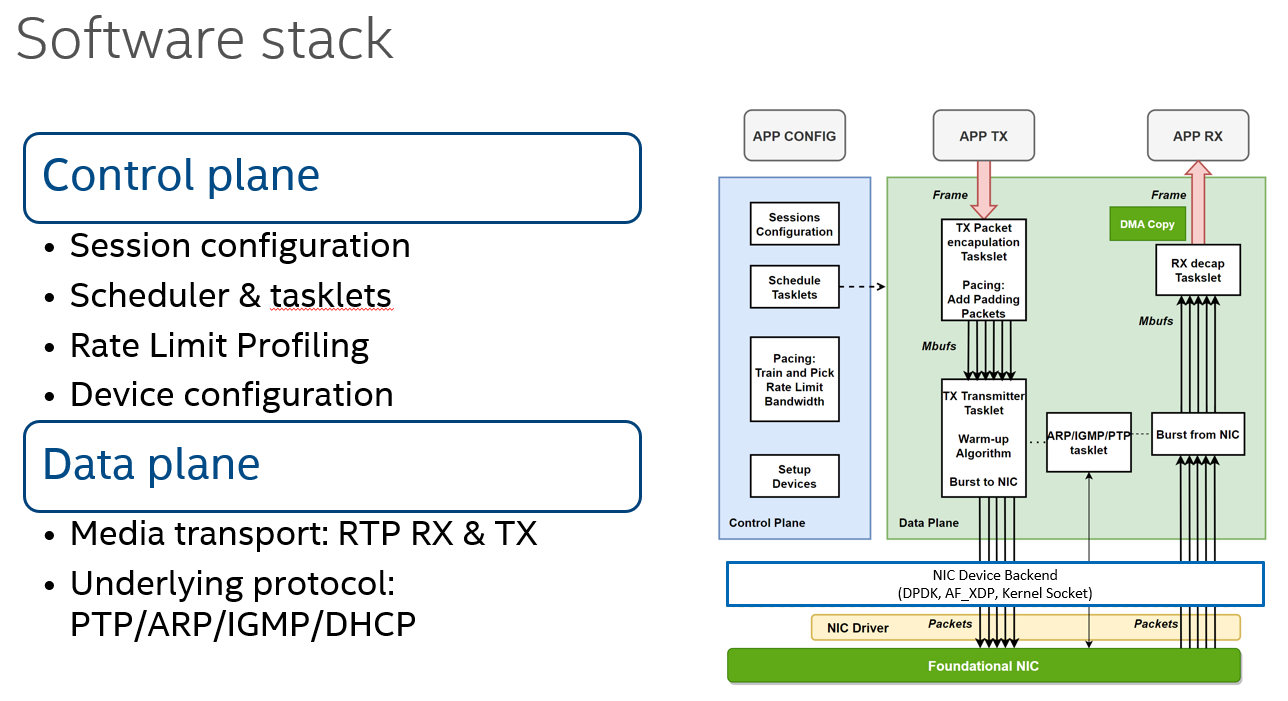 Software stack
Control plane
• Session configuration
• Scheduler & tasklets
• Rate Limit Profiling
• Device configuration
Data plane
• Media transport: RTP RX & TX
• Underlying protocol:
PTP/ARP/IGMP/DHCP
APP CONFIG
APP TX
APP RX
Sessions
Configuration
Schedule
Tasklets
Pacing:
Train and Pick
Rate Limit
Bandwidth
Setup
Devices
Control Plane
Frame
TX Packet
encapulation
Taskslet
Pacing:
Add Padding
Packets
Mbufs
TX Transmitter
Tasklet
Warm-up
Algorithm
Burst to NIC
ARP/IGMP/PTP
tasklet
Frame
DMA Copy
RX decap
Taskslet
Mbufs
Burst from NIC
Data Plane
NIC Device Backend
(DPDK, AF_XDP, Kernel Socket)
NIC Driver
Packets
Packets
Foundational NIC